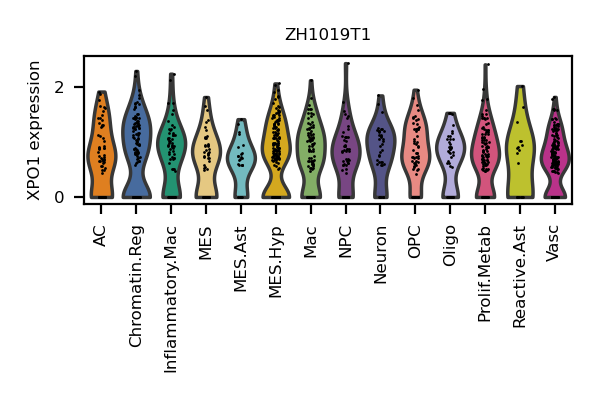 ZH1019T1
XPO1 expression
2
0
AC
Chromatin.Reg
Inflammatory.Mac
MES
MES.Ast
MES.Hyp
Mac
NPC
Neuron
OPC
Oligo
Prolif.Metab
Reactive.Ast
Vasc